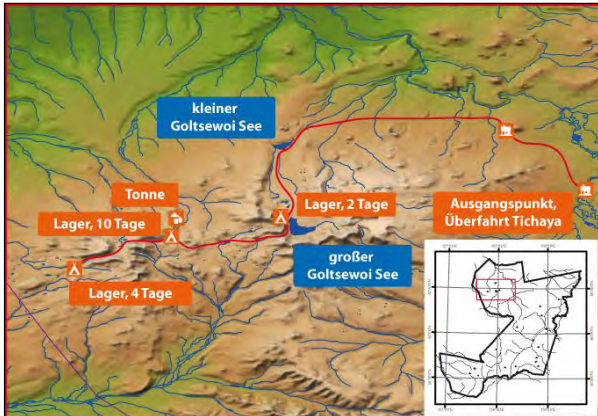 kleiner
Goltsewoi See
Tonne
Lager, 10 Tage
Lager, 2 Tage
Ausgangspunkt,
Überfahrt Tichaya
großer
Goltsewoi See
Lager, 4 Tage